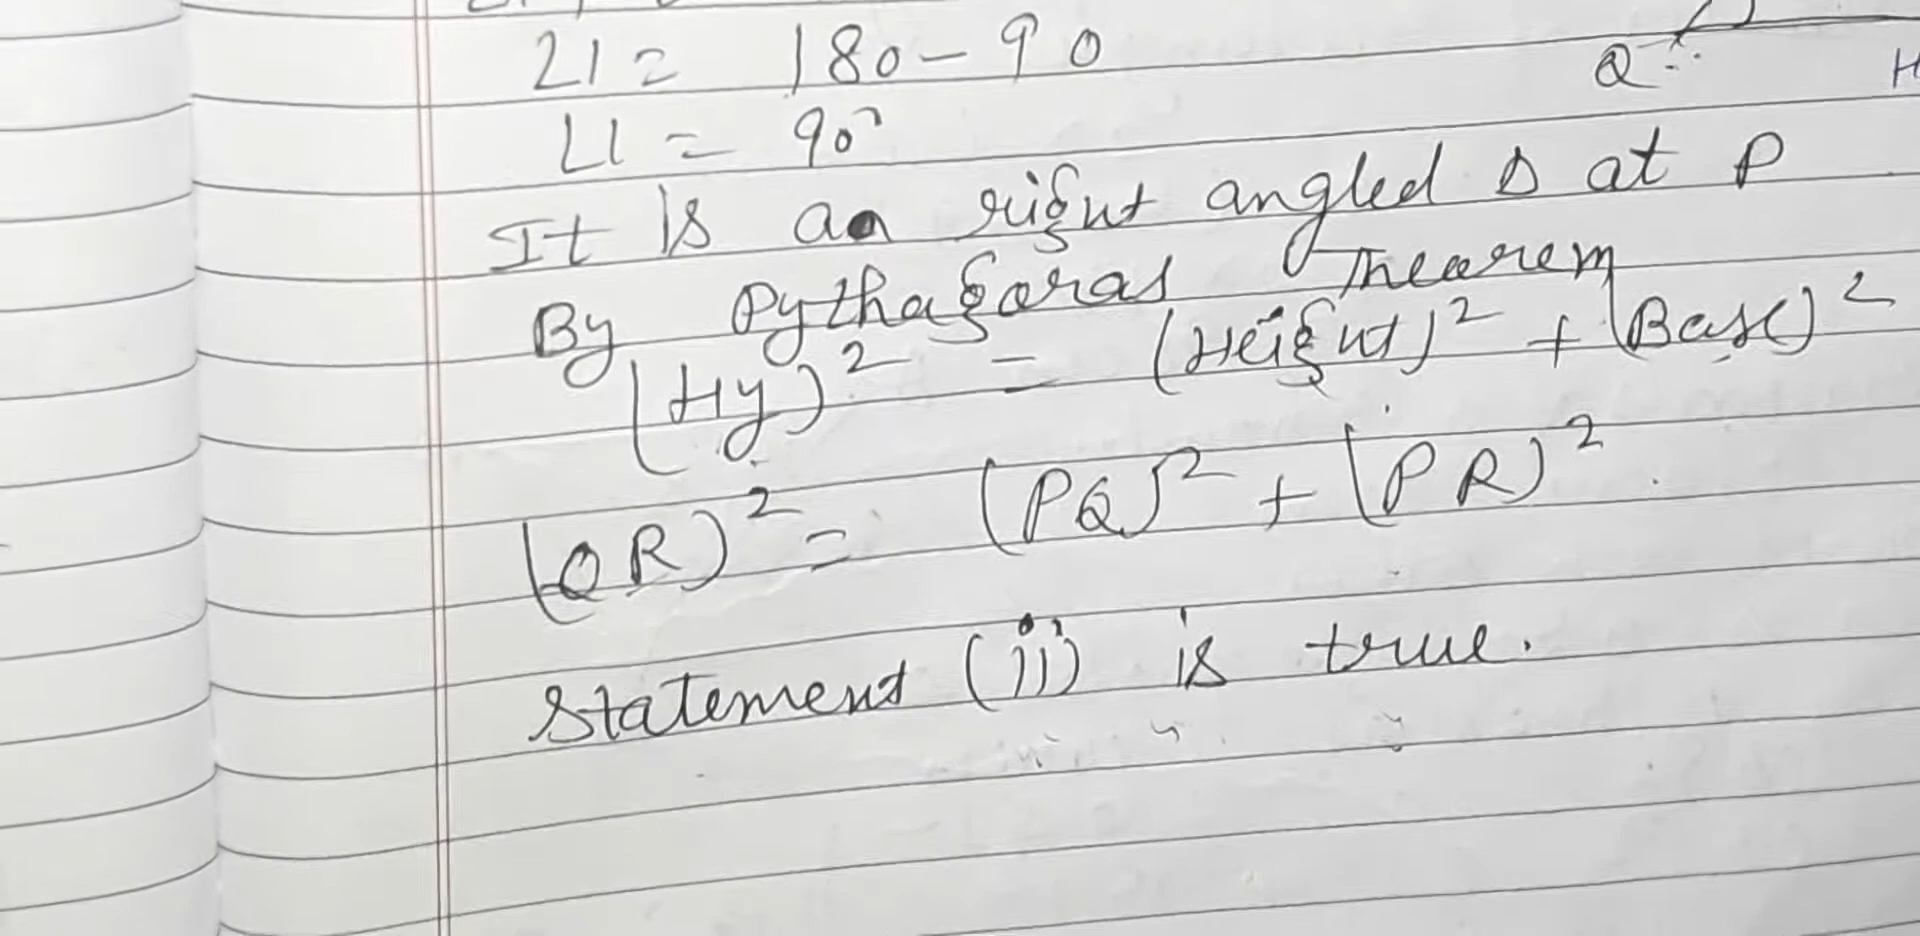 ∠1 = 180-90
∠1 = 90°
Q
H
It is an right angled Δ at P
By Pythagoras Thearem
(Hy)² = (Height)² + (Base)²
(QR)² = (PQ)² + (PR)²
Statement (ii) is true.